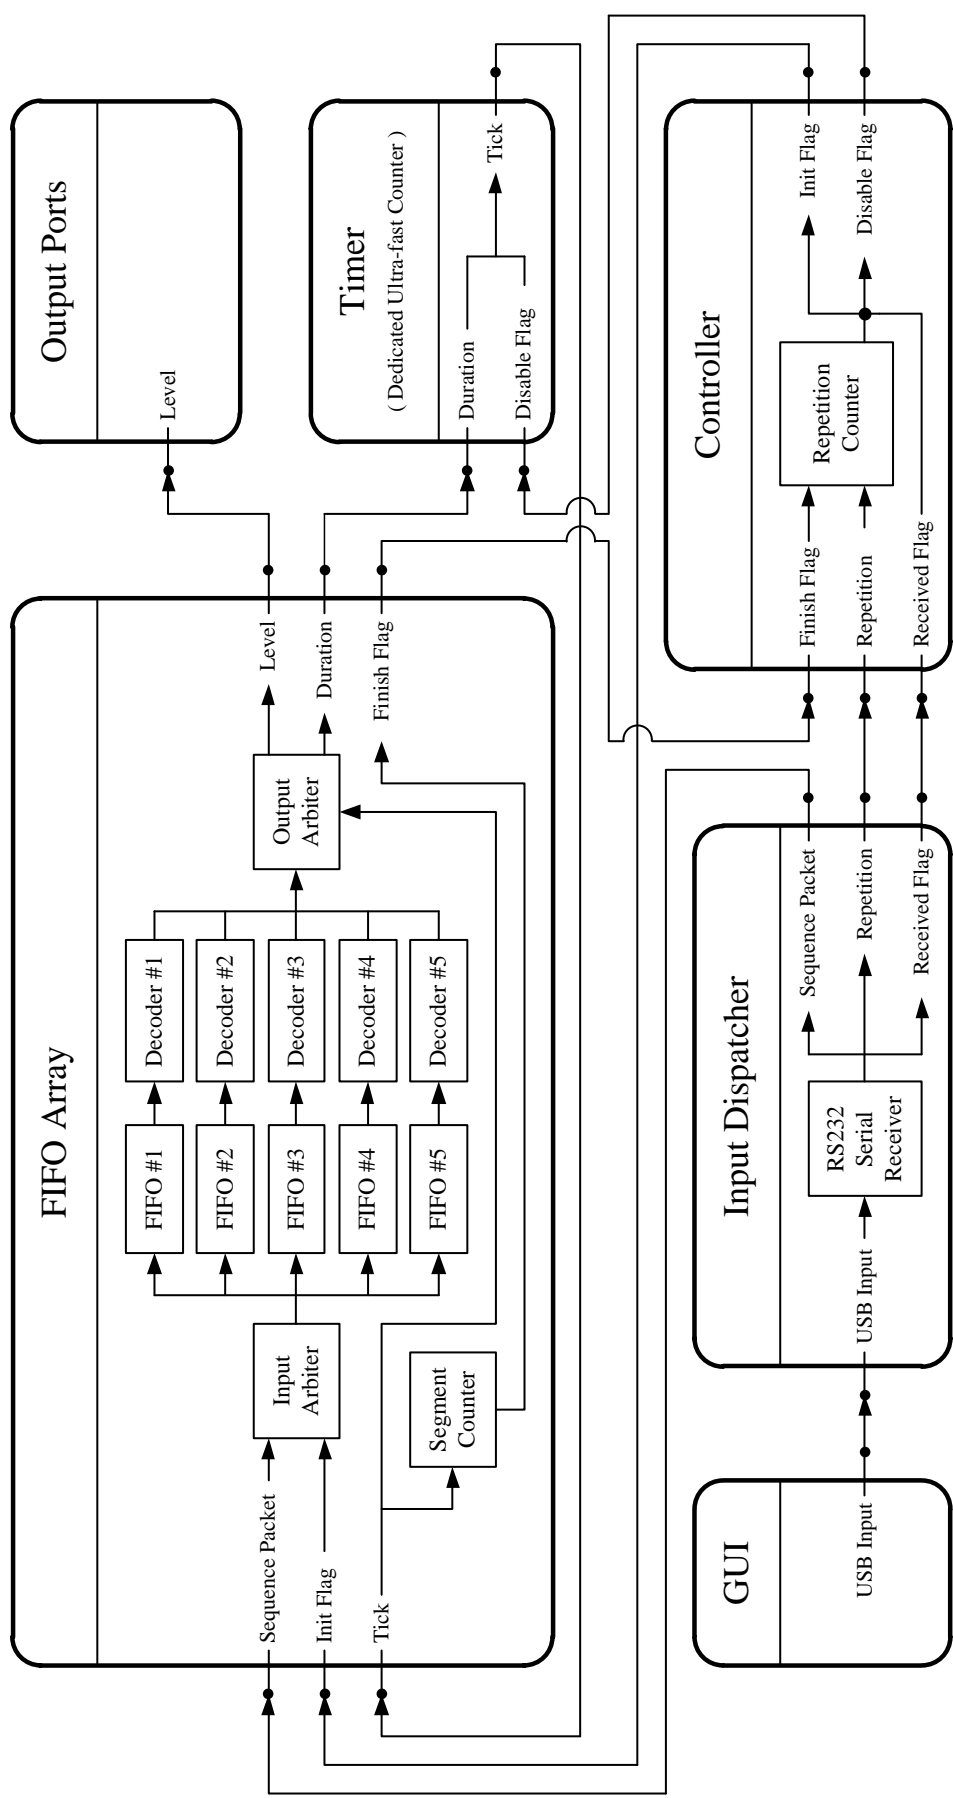 FIFO Array
Sequence Packet
Init Flag
Tick
Input
Arbiter
Segment
Counter
FIFO #1
FIFO #2
FIFO #3
FIFO #4
FIFO #5
Decoder #1
Decoder #2
Decoder #3
Decoder #4
Decoder #5
Output
Arbiter
Level
Duration
Finish Flag
Output Ports
Level
Timer
( Dedicated Ultra-fast Counter )
Duration
Disable Flag
Tick
GUI
USB Input
Input Dispatcher
USB Input
RS232
Serial
Receiver
Sequence Packet
Repetition
Received Flag
Controller
Finish Flag
Repetition
Received Flag
Repetition
Counter
Init Flag
Disable Flag